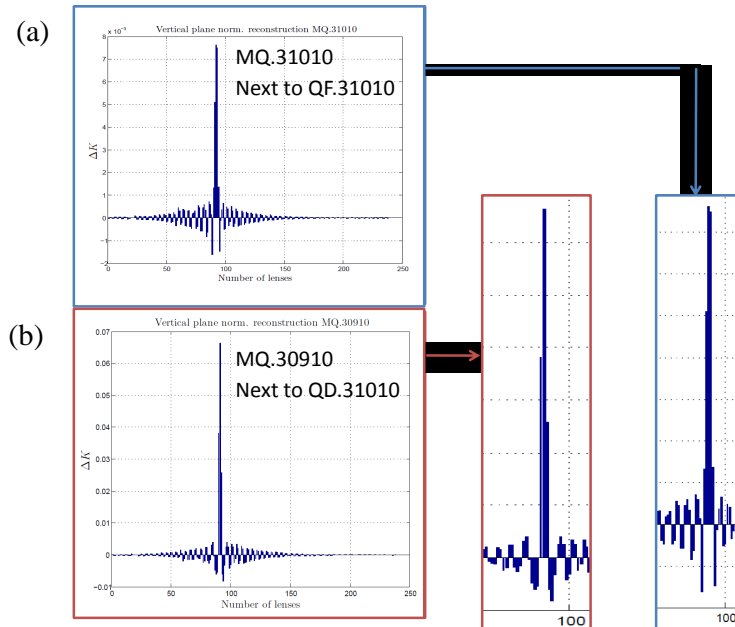 (a)
Vertical plane norm. reconstruction MQ.31010
× 10⁻³
8
7
6
5
4
3
2
1
0
−1
−2
ΔK
MQ.31010
Next to QF.31010
0 50 100 150 200 250
Number of lenses
(b)
Vertical plane norm. reconstruction MQ.30910
0.07
0.06
0.05
0.04
0.03
0.02
0.01
0
−0.01
ΔK
MQ.30910
Next to QD.31010
0 50 100 150 200 250
Number of lenses
100
100